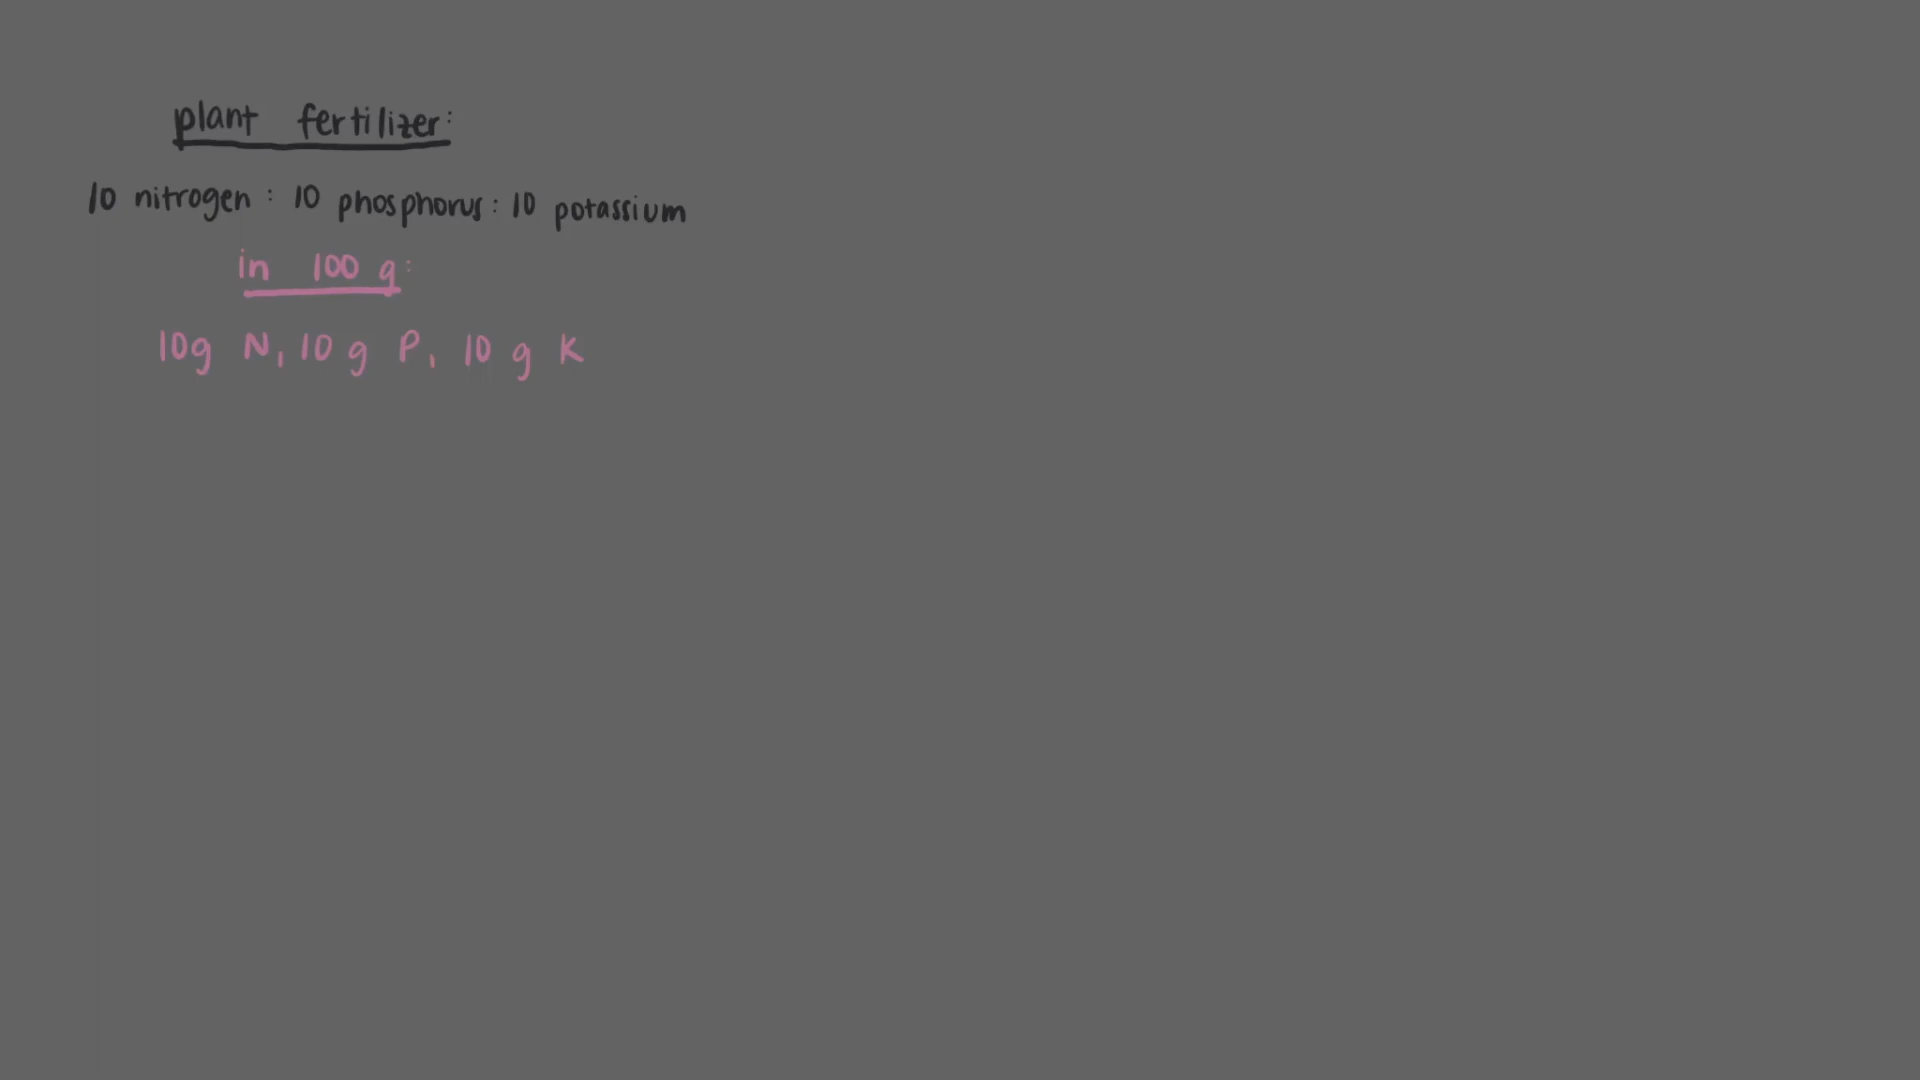 plant fertilizer:
10 nitrogen : 10 phosphorus : 10 potassium
in 100 g:
10g N, 10 g P, 10 g K